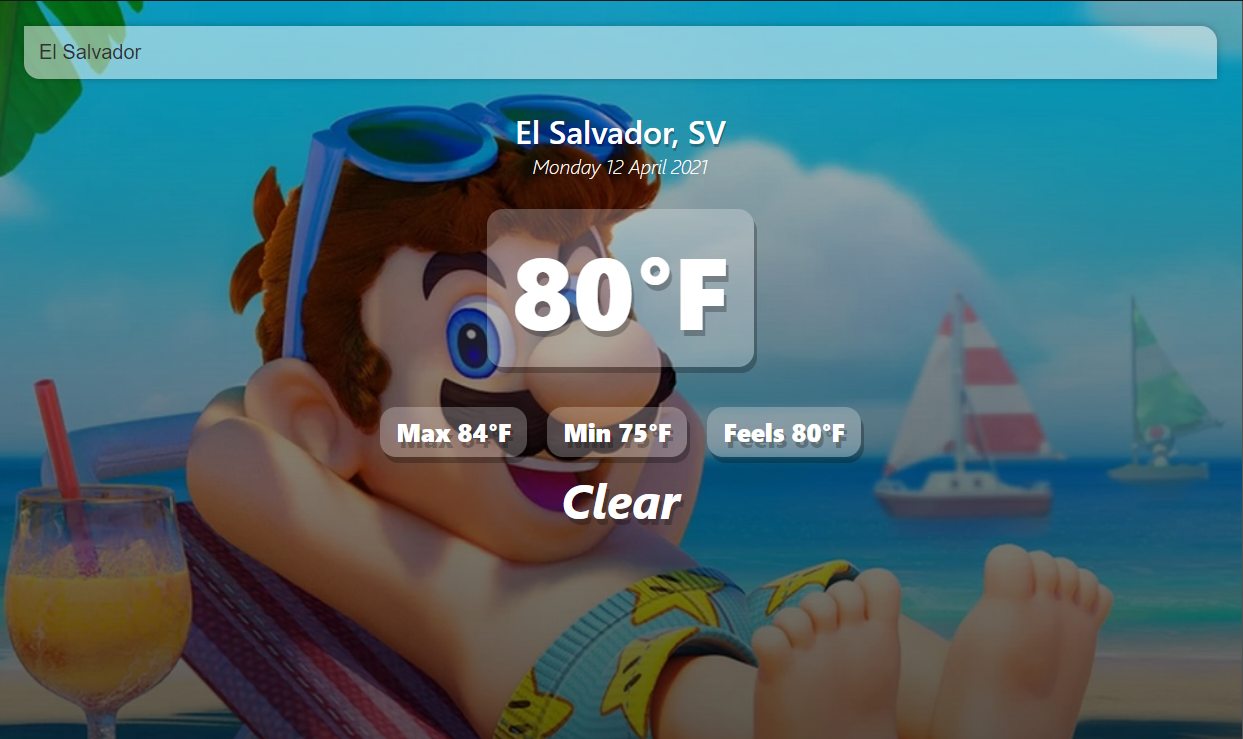 El Salvador
El Salvador, SV
Monday 12 April 2021
80°F
Max 84°F Min 75°F Feels 80°F
Clear